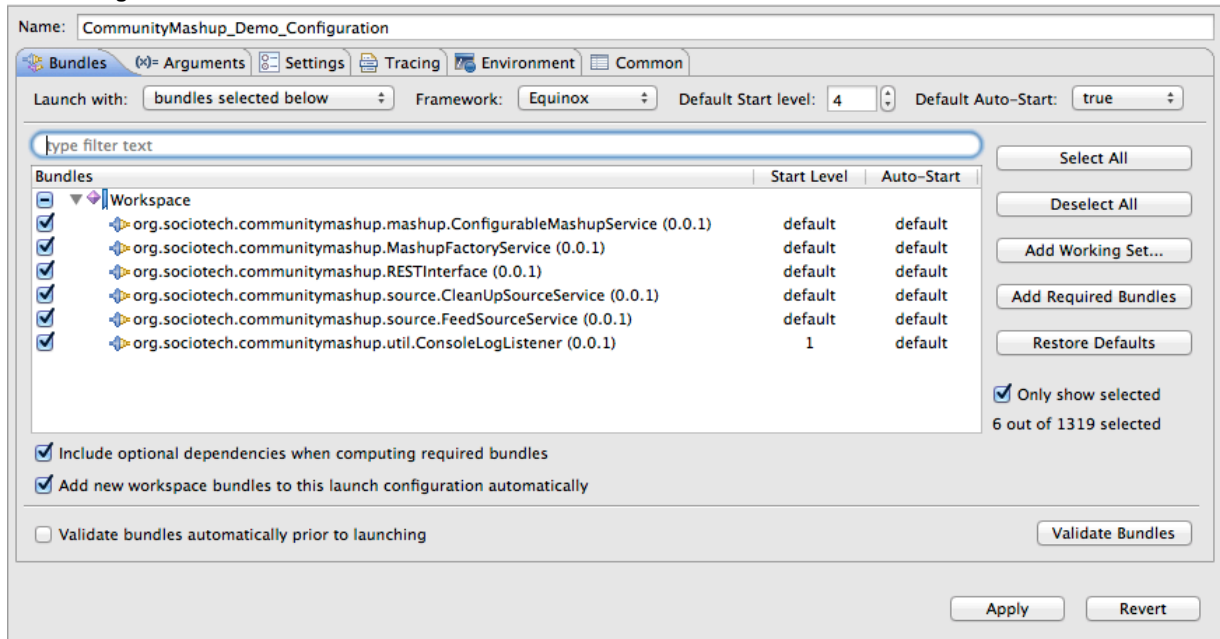 Name: CommunityMashup_Demo_Configuration
Bundles (x)= Arguments Settings Tracing Environment Common
Launch with: bundles selected below Framework: Equinox Default Start level: 4 Default Auto-Start: true
type filter text
Select All
Bundles Start Level Auto-Start
Workspace
Deselect All
org.sociotech.communitymashup.mashup.ConfigurableMashupService (0.0.1) default default
org.sociotech.communitymashup.MashupFactoryService (0.0.1) default default
Add Working Set...
org.sociotech.communitymashup.RESTInterface (0.0.1) default default
org.sociotech.communitymashup.source.CleanUpSourceService (0.0.1) default default
Add Required Bundles
org.sociotech.communitymashup.source.FeedSourceService (0.0.1) default default
org.sociotech.communitymashup.util.ConsoleLogListener (0.0.1) 1 default
Restore Defaults
Only show selected
6 out of 1319 selected
Include optional dependencies when computing required bundles
Add new workspace bundles to this launch configuration automatically
Validate bundles automatically prior to launching
Validate Bundles
Apply Revert